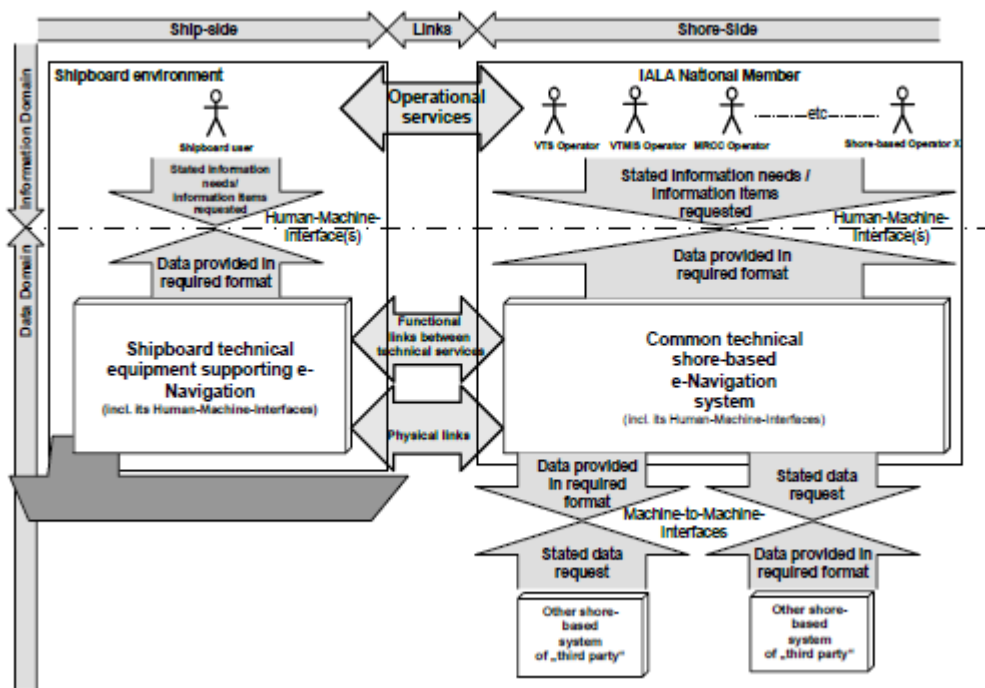 Ship-side
Links
Shore-Side
Information Domain
Data Domain
Shipboard environment
Operational
services
IALA National Member
Shipboard user
VTS Operator
VTMIS Operator
MRCC Operator
etc
Shore-based Operator X
Stated Information
needs/
Information Items
requested
Human-Machine-
Interface(s)
Stated Information needs /
Information Items
requested
Human-Machine-
Interface(s)
Data provided in
required format
Data provided in
required format
Shipboard technical
equipment supporting e-
Navigation
(incl. its Human-Machine-Interfaces)
Functional
links between
technical services
Physical links
Common technical
shore-based
e-Navigation
system
(incl. its Human-Machine-Interfaces)
Data provided
in required
format
Stated data
request
Machine-to-Machine-
Interfaces
Stated data
request
Data provided in
required format
Other shore-
based
system
of „third party“
Other shore-
based
system
of „third party“